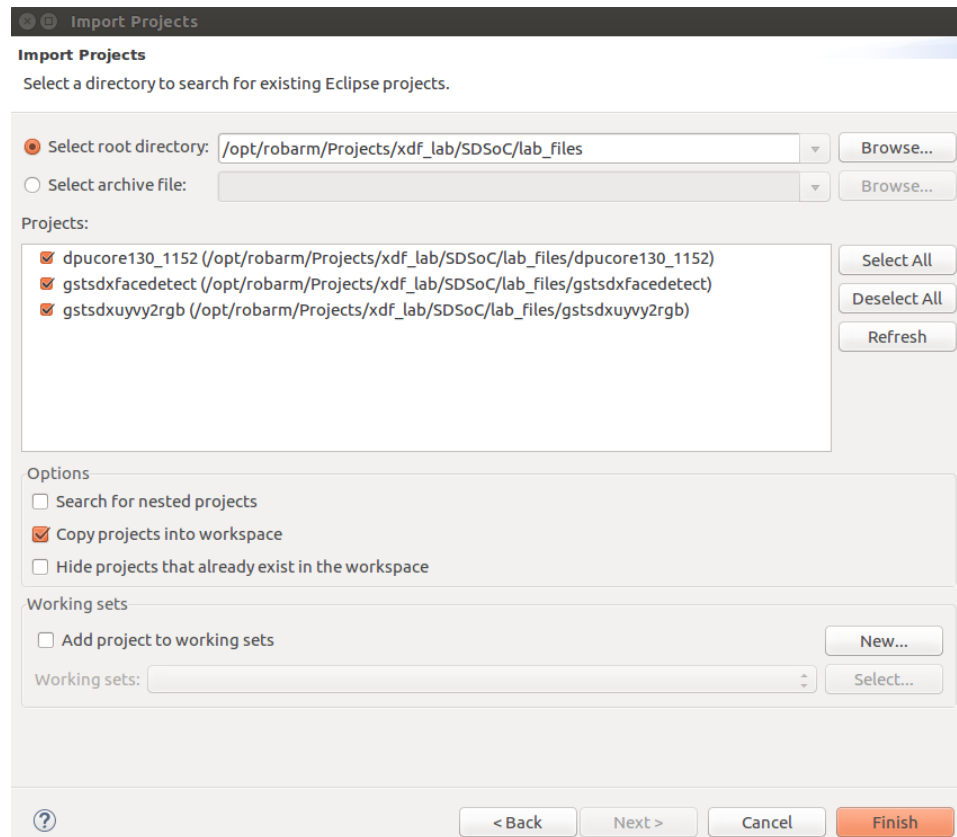 Import Projects
Import Projects
Select a directory to search for existing Eclipse projects.
Select root directory: /opt/robarm/Projects/xdf_lab/SDSoC/lab_files Browse...
Select archive file: Browse...
Projects:
dpucore130_1152 (/opt/robarm/Projects/xdf_lab/SDSoC/lab_files/dpucore130_1152) Select All
gstsdxfacedetect (/opt/robarm/Projects/xdf_lab/SDSoC/lab_files/gstsdxfacedetect) Deselect All
gstsdxuyvy2rgb (/opt/robarm/Projects/xdf_lab/SDSoC/lab_files/gstsdxuyvy2rgb) Refresh
Options
Search for nested projects
Copy projects into workspace
Hide projects that already exist in the workspace
Working sets
Add project to working sets New...
Working sets: Select...
? < Back Next > Cancel Finish